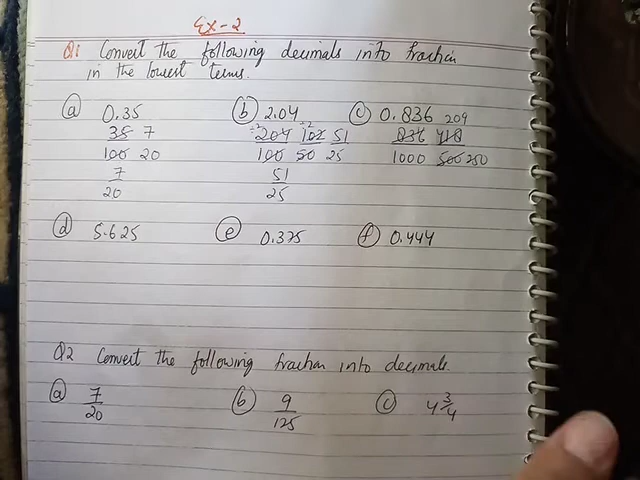 Ex-2
Q1 Convert the following decimals into fraction
in the lowest terms.
(a) 0.35 (b) 2.04 (c) 0.836 209
35 7 ÷2 204 ÷2 102 51 836 418
100 20 100 50 25 1000 500 250
7 51
20 25
(d) 5.625 (e) 0.375 (f) 0.444
Q2 Convert the following fraction into decimals.
(a) 7 (b) 9 (c) 4 3/4
20 125